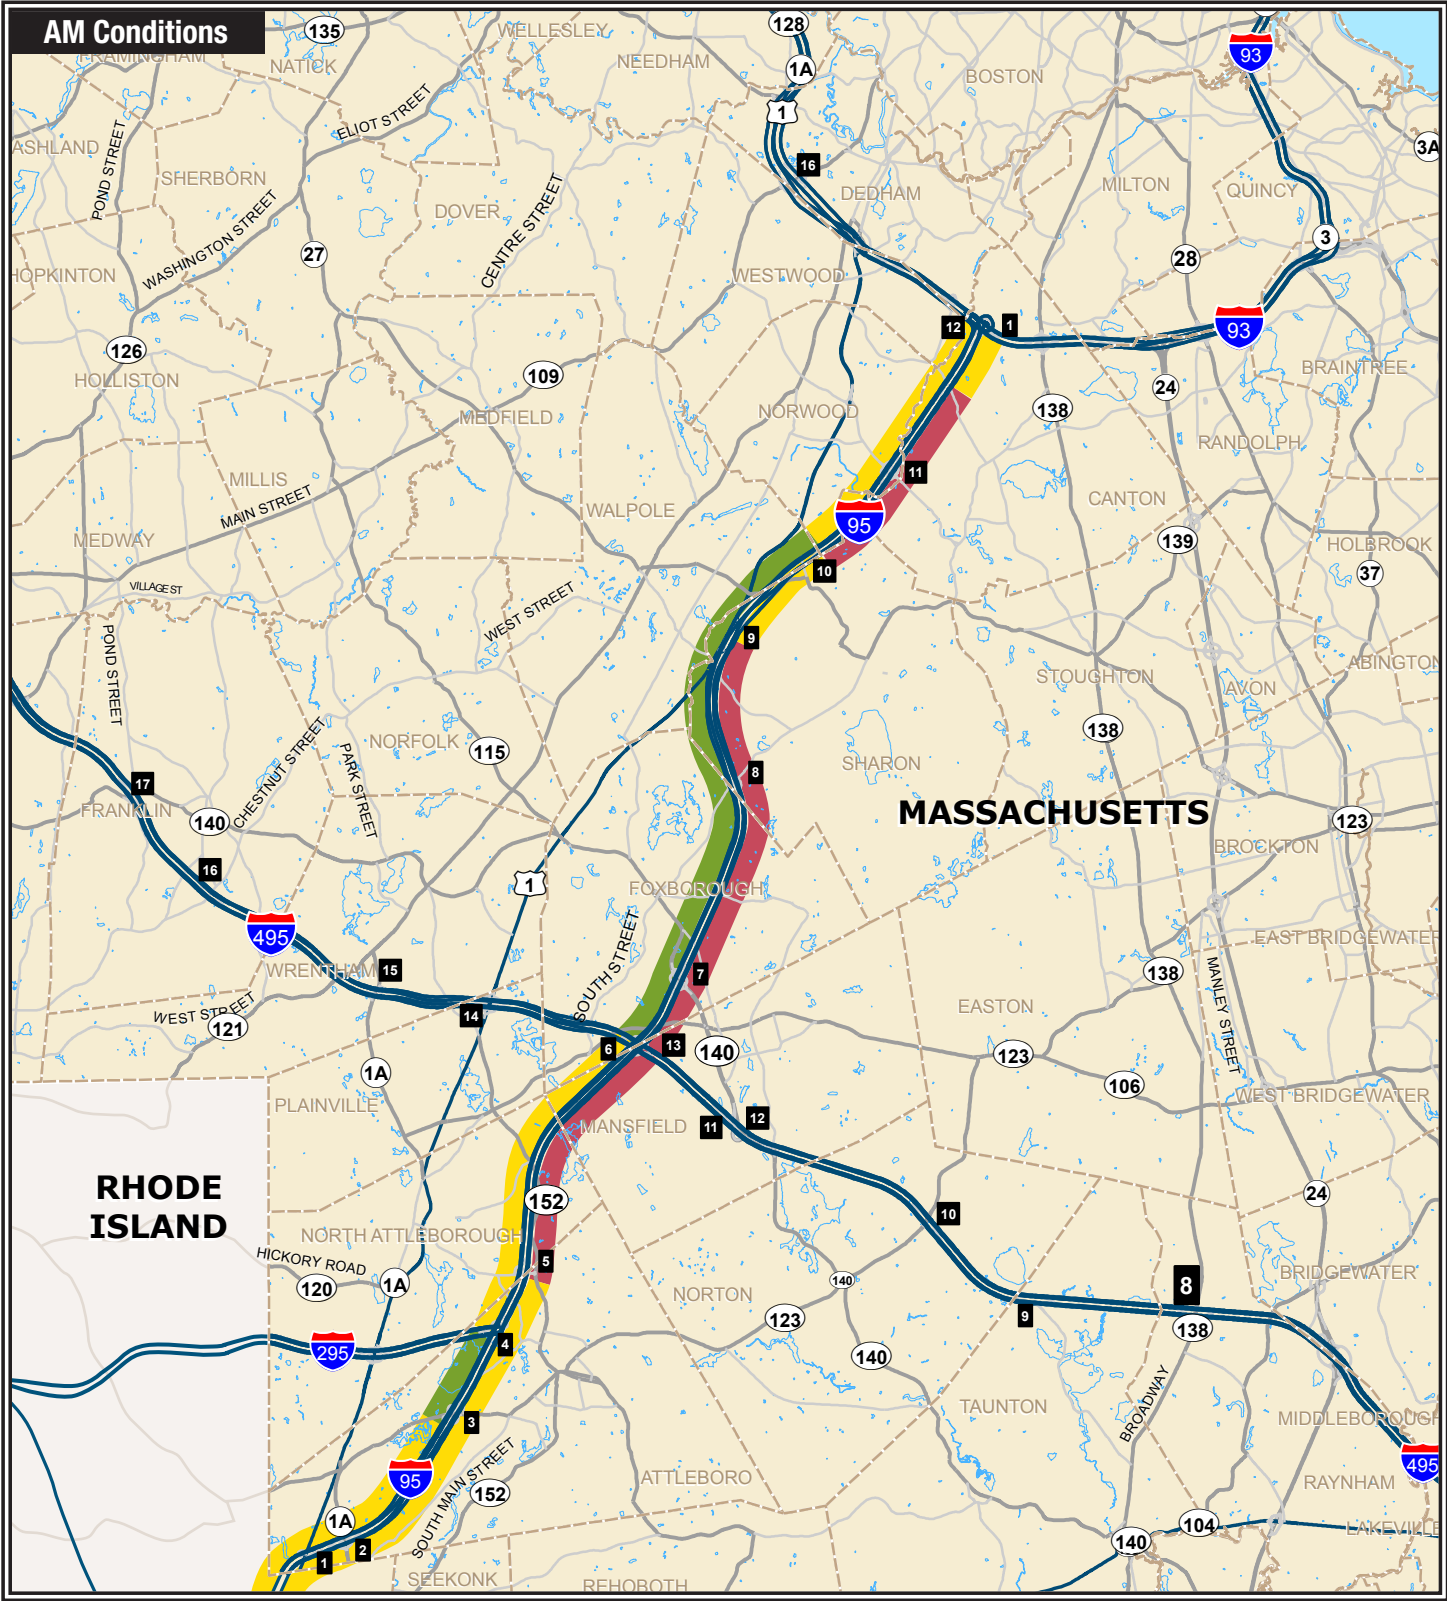 AM Conditions
135
WELLESLEY
128
93
FRAMINGHAM
NATICK
NEEDHAM
1A
BOSTON
1
ELIOT STREET
ASHLAND
POND STREET
SHERBORN
16
DEDHAM
MILTON
QUINCY
3A
DOVER
CENTRE STREET
WASHINGTON STREET
27
3
28
HOPKINTON
WESTWOOD
12
1
93
126
HOLLISTON
109
BRAINTREE
24
138
MEDFIELD
NORWOOD
RANDOLPH
MILLIS
11
MAIN STREET
WALPOLE
CANTON
95
MEDWAY
139
HOLBROOK
10
37
VILLAGE ST
WEST STREET
POND STREET
9
ABINGTON
STOUGHTON
AVON
138
NORFOLK
115
CHESTNUT STREET
PARK STREET
SHARON
8
17
FRANKLIN
140
MASSACHUSETTS
123
BROCKTON
16
1
FOXBOROUGH
495
SOUTH STREET
EAST BRIDGEWATER
WRENTHAM
15
7
138
MANLEY STREET
WEST STREET
121
14
EASTON
6
13
140
123
1A
106
PLAINVILLE
WEST BRIDGEWATER
11
12
MANSFIELD
RHODE
ISLAND
152
24
10
NORTH ATTLEBOROUGH
HICKORY ROAD
5
120
1A
140
8
BRIDGEWATER
NORTON
123
9
138
295
4
140
BROADWAY
TAUNTON
3
MIDDLEBOROUGH
SOUTH MAIN STREET
95
495
ATTLEBORO
RAYNHAM
152
1A
104
LAKEVILLE
140
1
2
SEEKONK
REHOBOTH